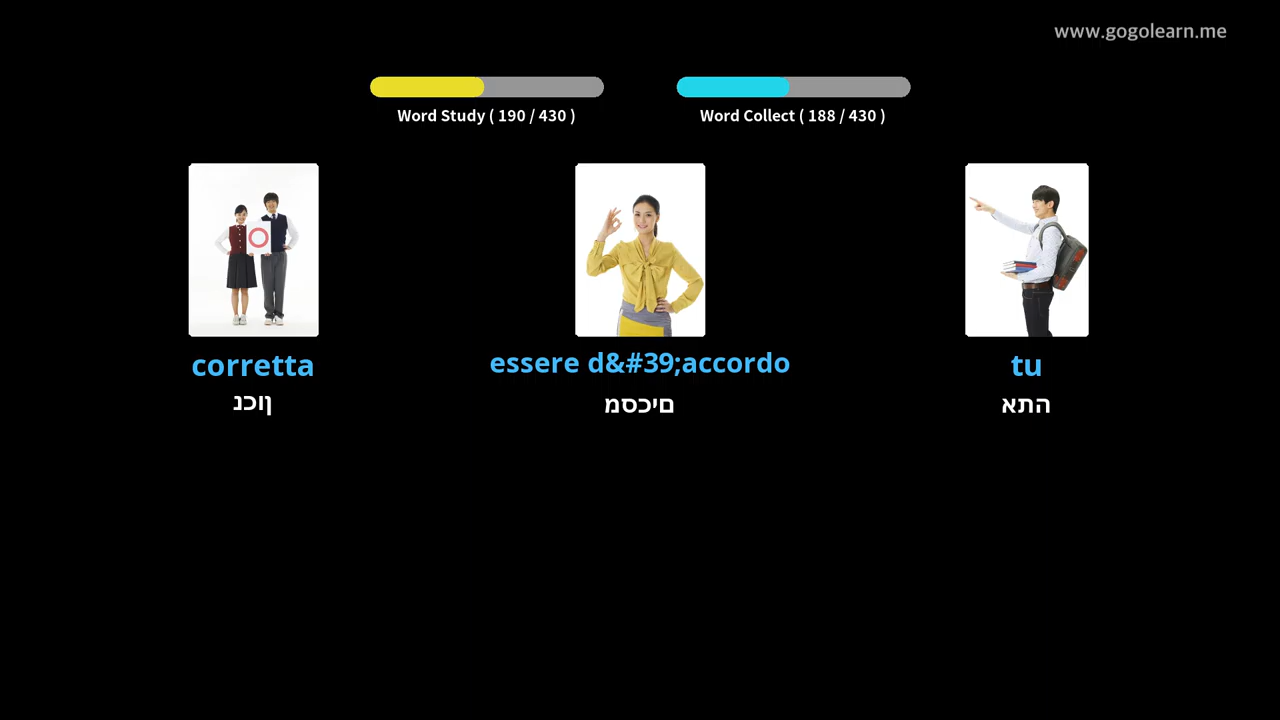 www.gogolearn.me
Word Study ( 190 / 430 )
Word Collect ( 188 / 430 )
corretta
ןוכנ
essere d&#39;accordo
םיכסמ
tu
התא